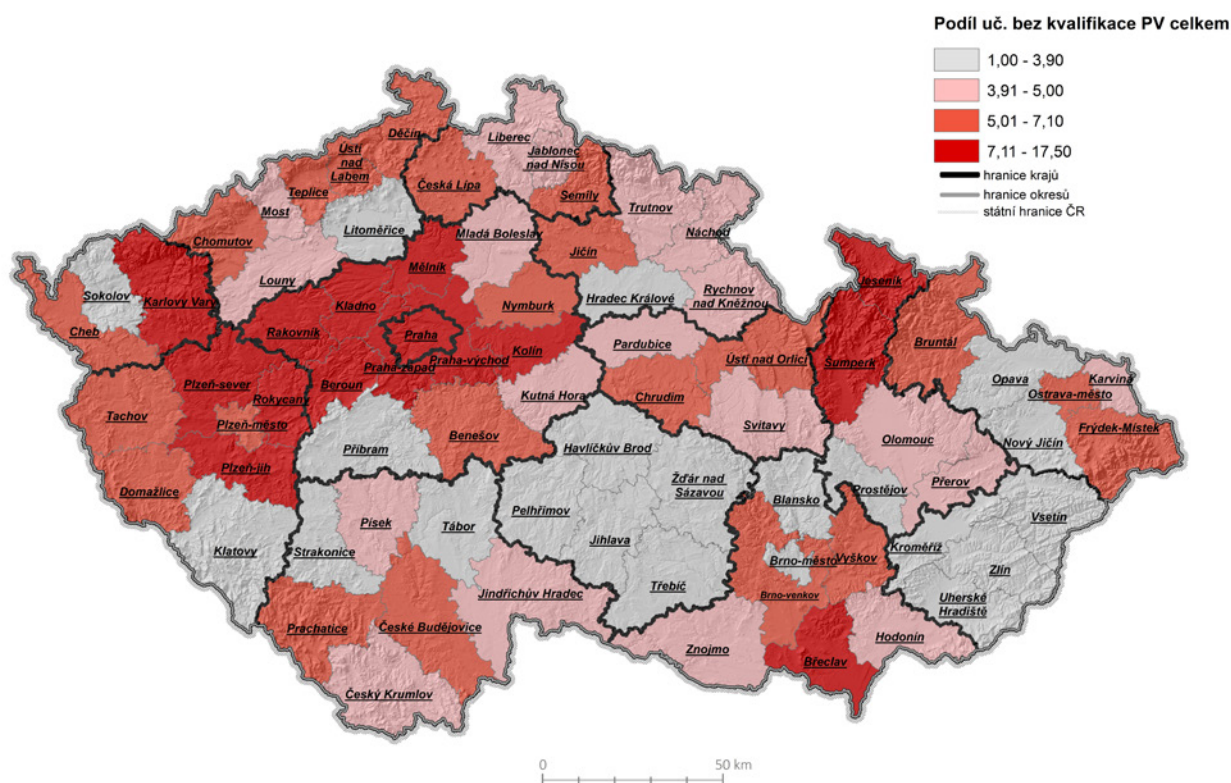 Podíl uč. bez kvalifikace PV celkem
1,00 - 3,90
3,91 - 5,00
5,01 - 7,10
7,11 - 17,50
hranice krajů
hranice okresů
státní hranice ČR
Děčín
Ústí
nad
Labem
Liberec
Jablonec
nad Nisou
Teplice
Česká Lípa
Semily
Most
Trutnov
Litoměřice
Mladá Boleslav
Náchod
Chomutov
Jičín
Louny
Mělník
Jeseník
Sokolov
Karlovy Vary
Kladno
Nymburk
Hradec Králové
Rychnov
nad Kněžnou
Cheb
Rakovník
Praha
Bruntál
Pardubice
Ústí nad Orlicí
Kolín
Praha-východ
Praha-západ
Šumperk
Opava
Karviná
Beroun
Plzeň-sever
Rokycany
Ostrava-město
Kutná Hora
Chrudim
Tachov
Plzeň-město
Svitavy
Frýdek-Místek
Benešov
Olomouc
Nový Jičín
Příbram
Havlíčkův Brod
Plzeň-jih
Žďár nad
Sázavou
Přerov
Domažlice
Prostějov
Blansko
Pelhřimov
Vsetín
Písek
Tábor
Jihlava
Klatovy
Strakonice
Kroměříž
Brno-město
Vyškov
Zlín
Třebíč
Jindřichův Hradec
Brno-venkov
Uherské
Hradiště
Prachatice
České Budějovice
Hodonín
Znojmo
Břeclav
Český Krumlov
0 50 km